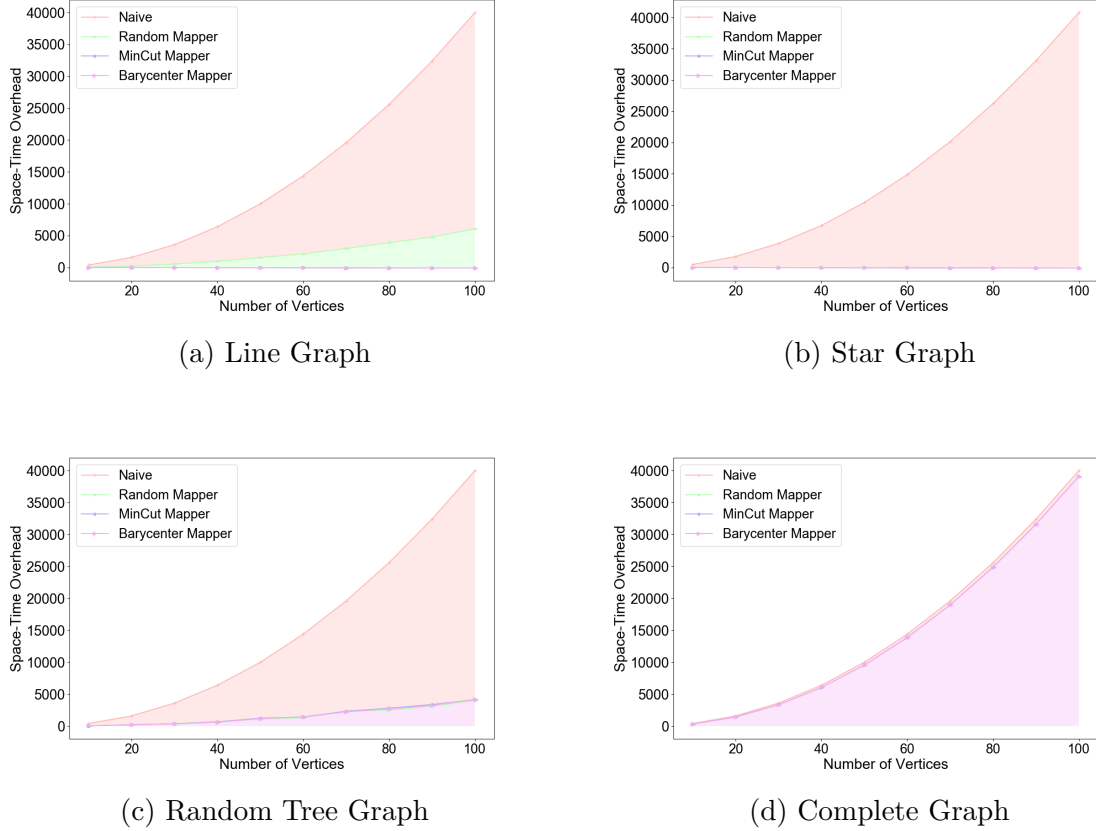 40000
35000
30000
25000
20000
15000
10000
5000
0
Space-Time Overhead
Naive
Random Mapper
MinCut Mapper
Barycenter Mapper
20 40 60 80 100
Number of Vertices
(a) Line Graph
40000
35000
30000
25000
20000
15000
10000
5000
0
Space-Time Overhead
Naive
Random Mapper
MinCut Mapper
Barycenter Mapper
20 40 60 80 100
Number of Vertices
(b) Star Graph
40000
35000
30000
25000
20000
15000
10000
5000
0
Space-Time Overhead
Naive
Random Mapper
MinCut Mapper
Barycenter Mapper
20 40 60 80 100
Number of Vertices
(c) Random Tree Graph
40000
35000
30000
25000
20000
15000
10000
5000
0
Space-Time Overhead
Naive
Random Mapper
MinCut Mapper
Barycenter Mapper
20 40 60 80 100
Number of Vertices
(d) Complete Graph